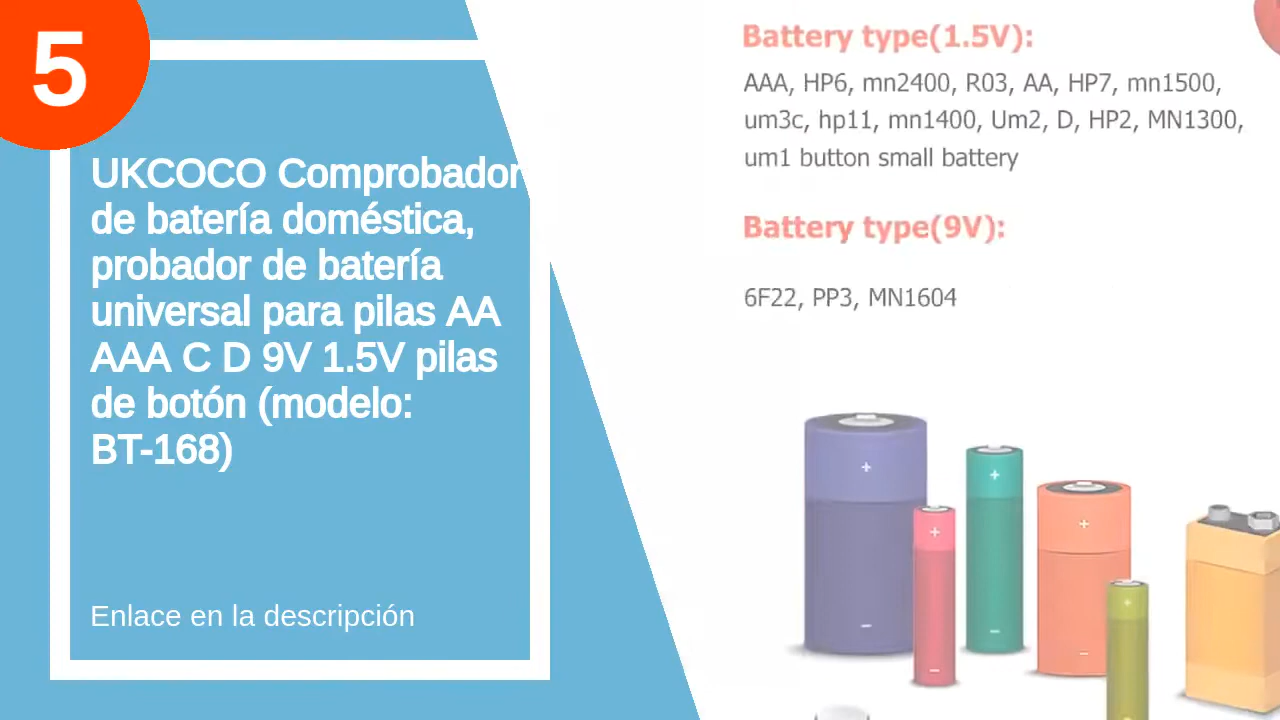 5
UKCOCO Comprobador
de batería doméstica,
probador de batería
universal para pilas AA
AAA C D 9V 1.5V pilas
de botón (modelo:
BT-168)
Enlace en la descripción
Battery type(1.5V):
AAA, HP6, mn2400, R03, AA, HP7, mn1500,
um3c, hp11, mn1400, Um2, D, HP2, MN1300,
um1 button small battery
Battery type(9V):
6F22, PP3, MN1604